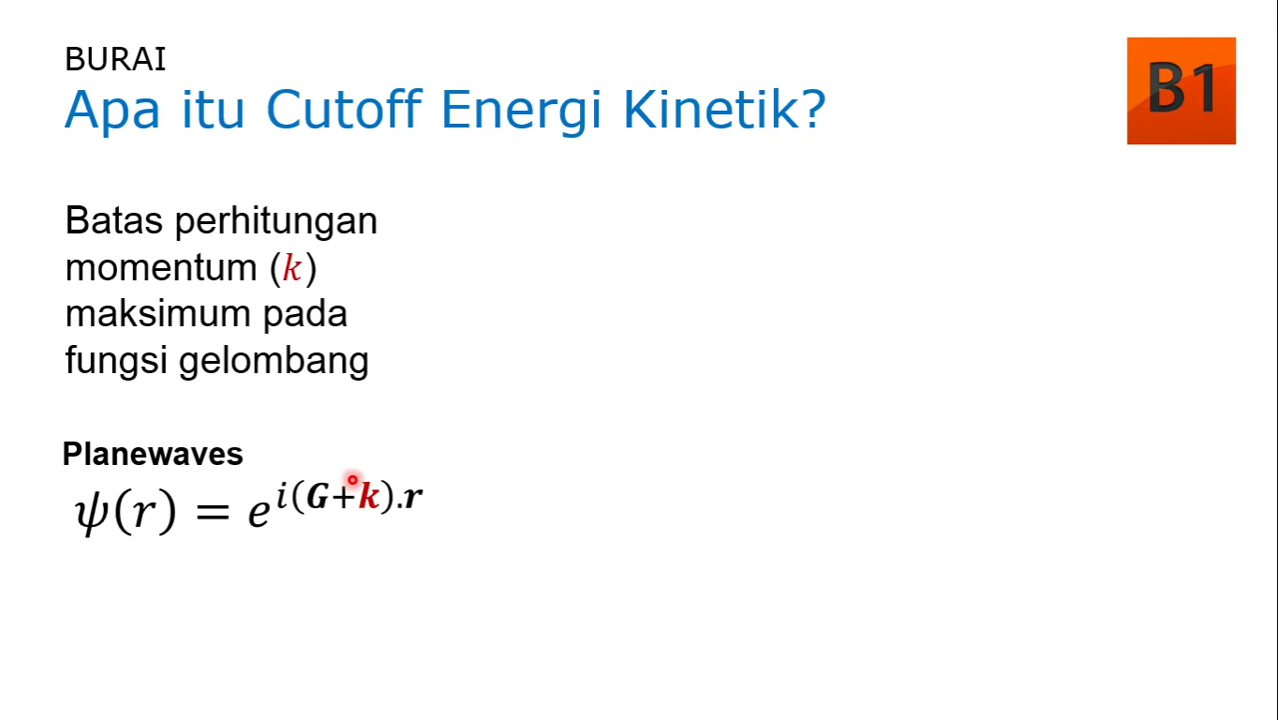 BURAI
Apa itu Cutoff Energi Kinetik?
B1
Batas perhitungan
momentum (k)
maksimum pada
fungsi gelombang
Planewaves
ψ(r) = e^{i(G+k).r}